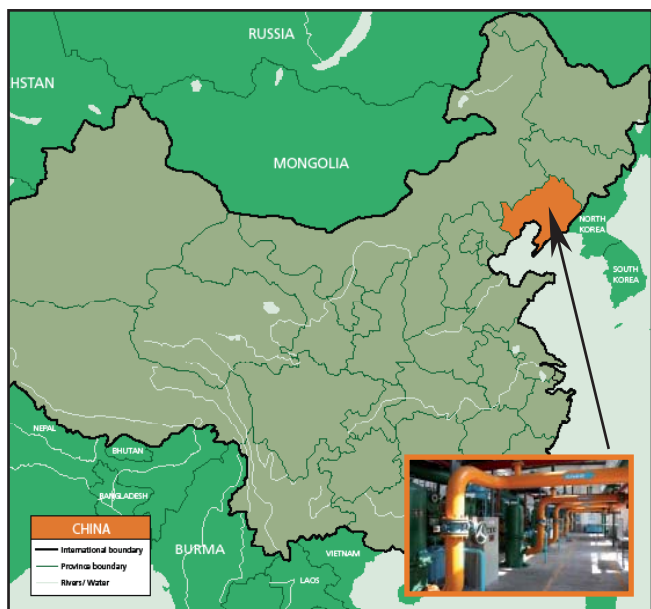 RUSSIA
HSTAN
MONGOLIA
NORTH
KOREA
SOUTH
KOREA
NEPAL
BHUTAN
BANGLADESH
CHINA
International boundary
Province boundary
Rivers/ Water
BURMA
VIETNAM
LAOS